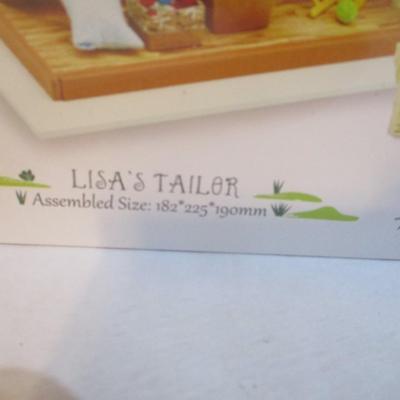 LISA'S TAILOR
Assembled Size: 182*225*190mm